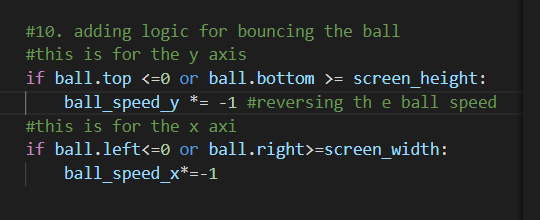 #10. adding logic for bouncing the ball
#this is for the y axis
if ball.top <=0 or ball.bottom >= screen_height:
ball_speed_y *= -1 #reversing th e ball speed
#this is for the x axi
if ball.left<=0 or ball.right>=screen_width:
ball_speed_x*=-1